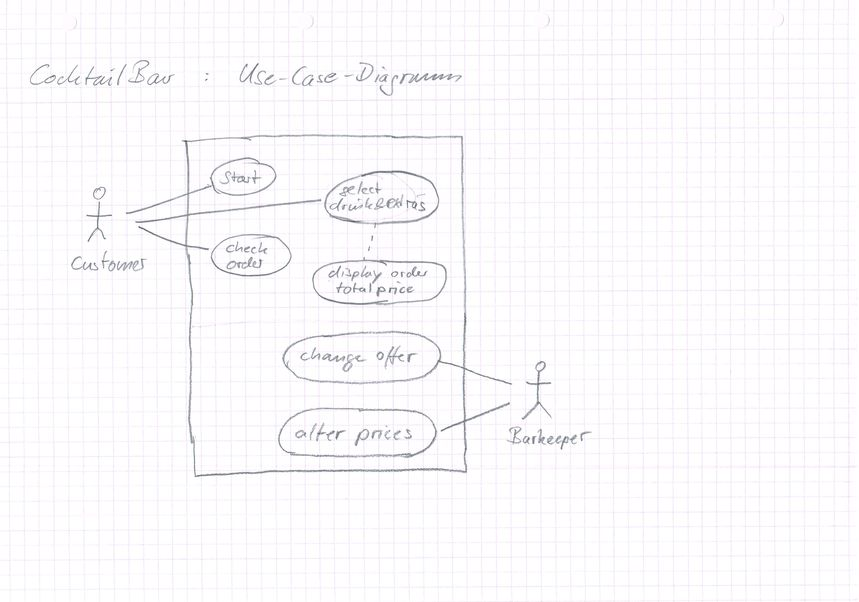 CocktailBar : Use-Case-Diagramm
Start
select
drink&extras
Customer
check
order
display order
total price
change offer
alter prices
Barkeeper